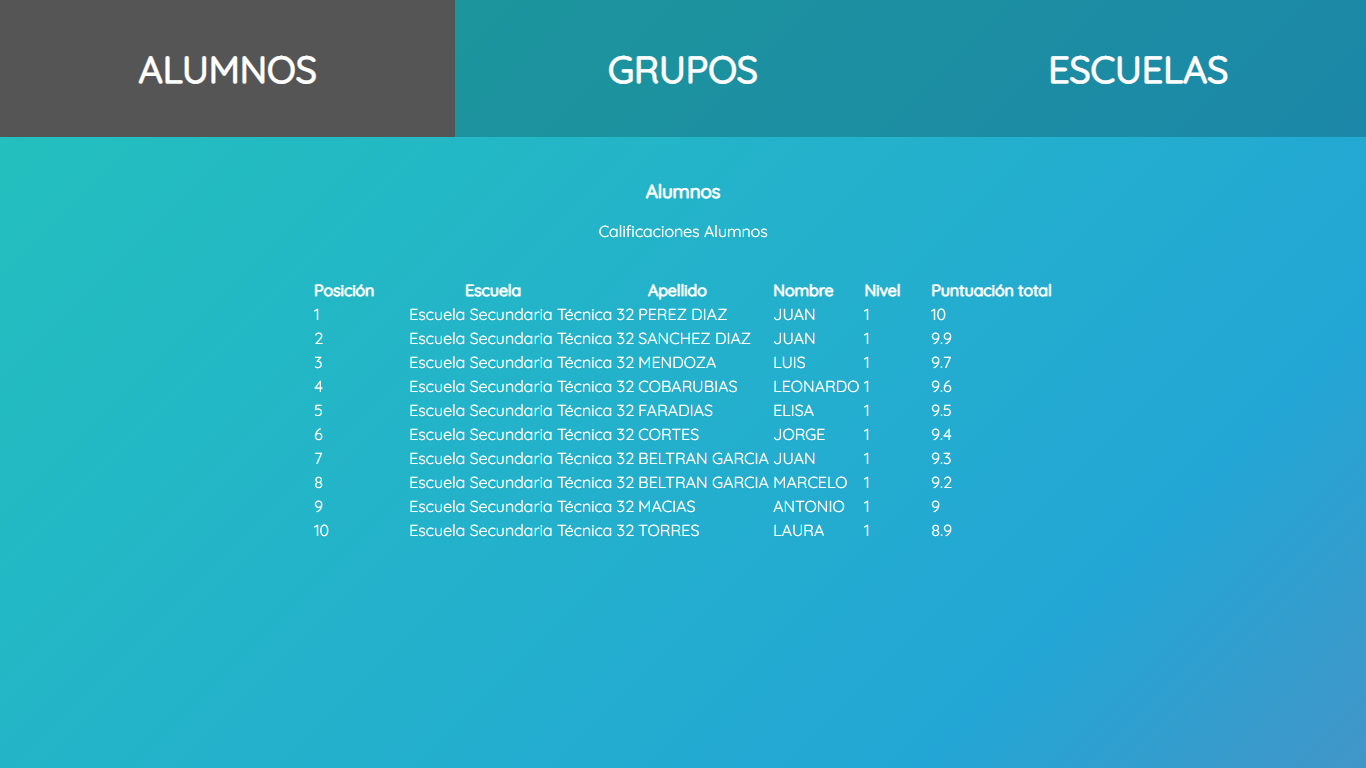 ALUMNOS GRUPOS ESCUELAS
Alumnos
Calificaciones Alumnos
Posición Escuela Apellido Nombre Nivel Puntuación total
1 Escuela Secundaria Técnica 32 PEREZ DIAZ JUAN 1 10
2 Escuela Secundaria Técnica 32 SANCHEZ DIAZ JUAN 1 9.9
3 Escuela Secundaria Técnica 32 MENDOZA LUIS 1 9.7
4 Escuela Secundaria Técnica 32 COBARUBIAS LEONARDO 1 9.6
5 Escuela Secundaria Técnica 32 FARADIAS ELISA 1 9.5
6 Escuela Secundaria Técnica 32 CORTES JORGE 1 9.4
7 Escuela Secundaria Técnica 32 BELTRAN GARCIA JUAN 1 9.3
8 Escuela Secundaria Técnica 32 BELTRAN GARCIA MARCELO 1 9.2
9 Escuela Secundaria Técnica 32 MACIAS ANTONIO 1 9
10 Escuela Secundaria Técnica 32 TORRES LAURA 1 8.9